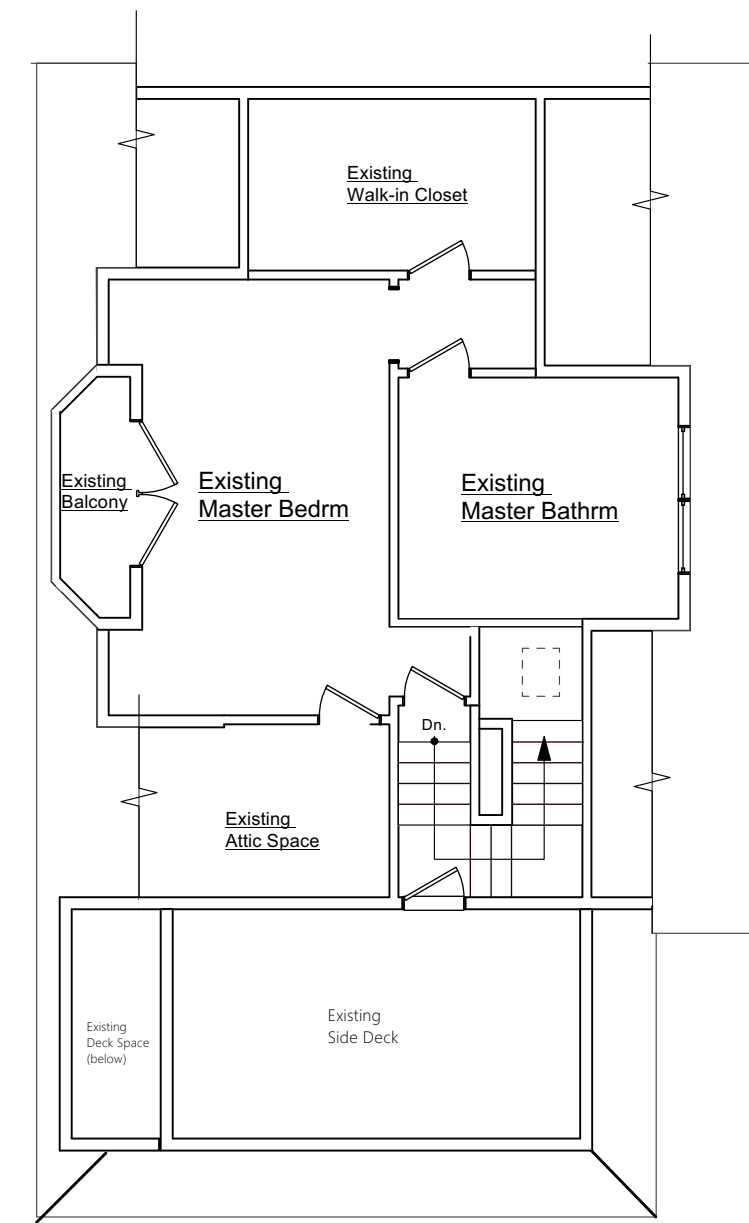 Existing
Walk-in Closet
Existing
Balcony
Existing
Master Bedrm
Existing
Master Bathrm
Dn.
Existing
Attic Space
Existing
Deck Space
(below)
Existing
Side Deck